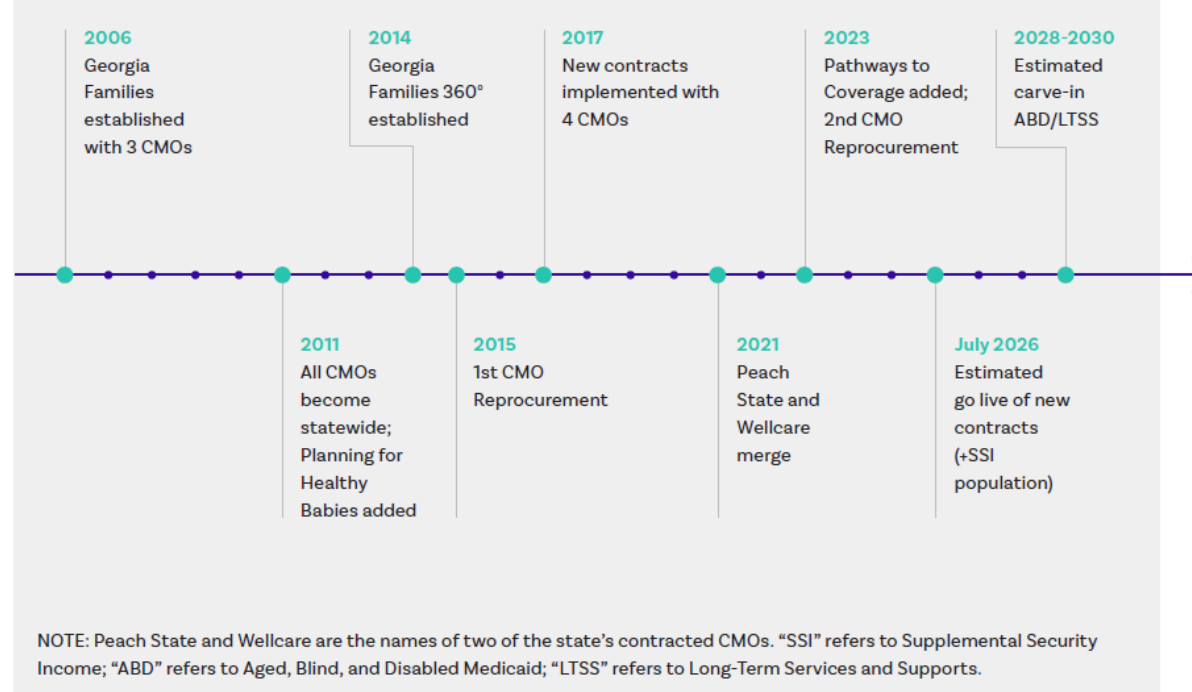 2006
Georgia
Families
established
with 3 CMOs
2014
Georgia
Families 360°
established
2017
New contracts
implemented with
4 CMOs
2023
Pathways to
Coverage added;
2nd CMO
Reprocurement
2028-2030
Estimated
carve-in
ABD/LTSS
2011
All CMOs
become
statewide;
Planning for
Healthy
Babies added
2015
1st CMO
Reprocurement
2021
Peach
State and
Wellcare
merge
July 2026
Estimated
go live of new
contracts
(+SSI
population)
NOTE: Peach State and Wellcare are the names of two of the state’s contracted CMOs. “SSI” refers to Supplemental Security
Income; “ABD” refers to Aged, Blind, and Disabled Medicaid; “LTSS” refers to Long-Term Services and Supports.